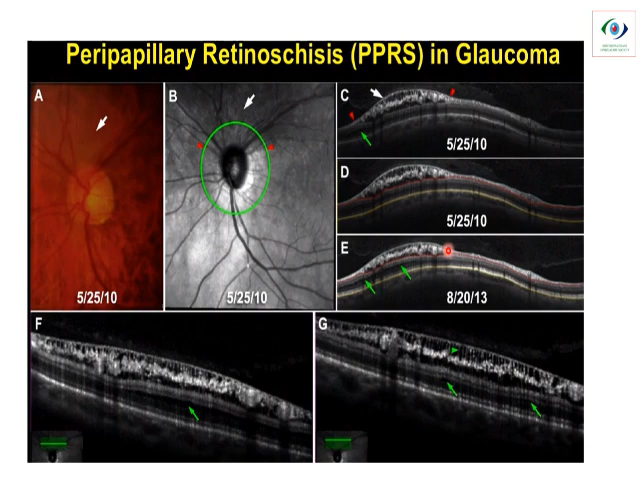 Peripapillary Retinoschisis (PPRS) in Glaucoma
A
B
C
5/25/10
D
5/25/10
E
5/25/10
5/25/10
8/20/13
F
G